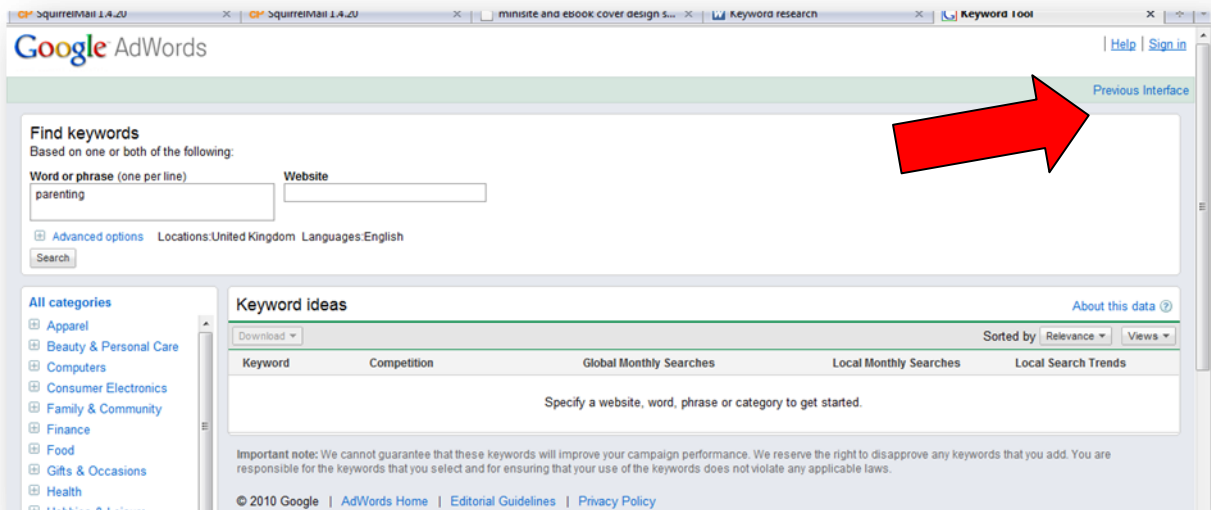 SquirrelMail 1.4.20
SquirrelMail 1.4.20
minisite and eBook cover design s...
Keyword research
Keyword Tool
Google AdWords
Help | Sign in
Previous Interface
Find keywords
Based on one or both of the following:
Word or phrase (one per line) Website
parenting
Advanced options Locations:United Kingdom Languages:English
Search
All categories
Apparel
Beauty & Personal Care
Computers
Consumer Electronics
Family & Community
Finance
Food
Gifts & Occasions
Health
Keyword ideas About this data
Download Sorted by Relevance Views
Keyword Competition Global Monthly Searches Local Monthly Searches Local Search Trends
Specify a website, word, phrase or category to get started.
Important note: We cannot guarantee that these keywords will improve your campaign performance. We reserve the right to disapprove any keywords that you add. You are
responsible for the keywords that you select and for ensuring that your use of the keywords does not violate any applicable laws.
© 2010 Google | AdWords Home | Editorial Guidelines | Privacy Policy